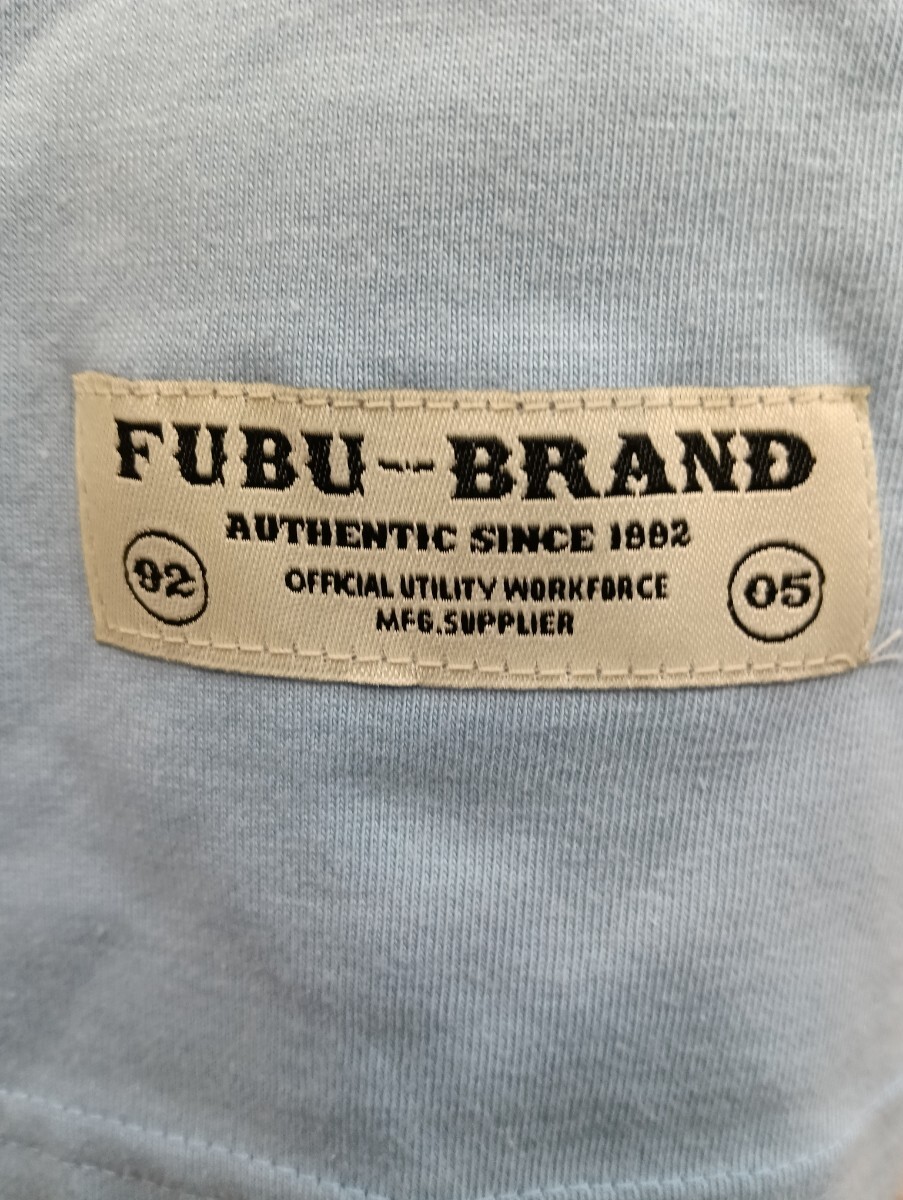 FUBU--BRAND
AUTHENTIC SINCE 1992
92
OFFICIAL UTILITY WORKFORCE
MFG.SUPPLIER
05